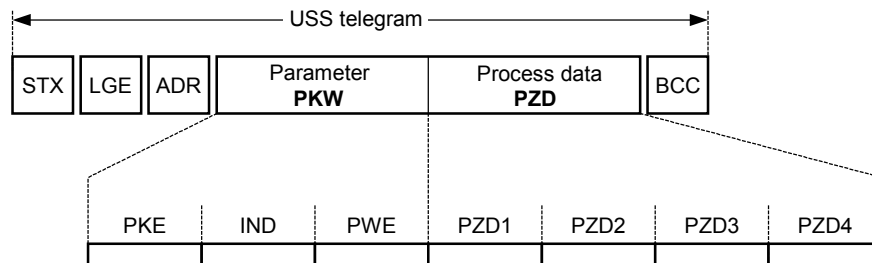 USS telegram
STX LGE ADR Parameter PKW Process data PZD BCC
PKE IND PWE PZD1 PZD2 PZD3 PZD4